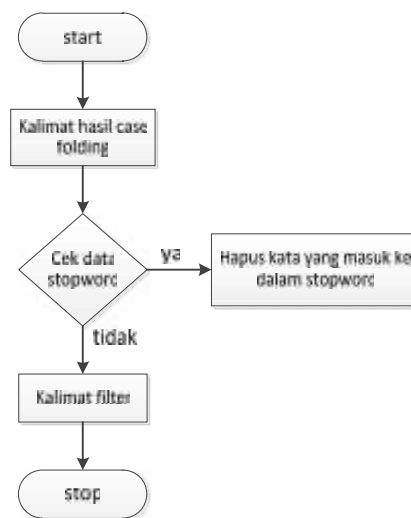 start
Kalimat hasil case
folding
Cek data
stopword
ya
Hapus kata yang masuk ke
dalam stopword
tidak
Kalimat filter
stop